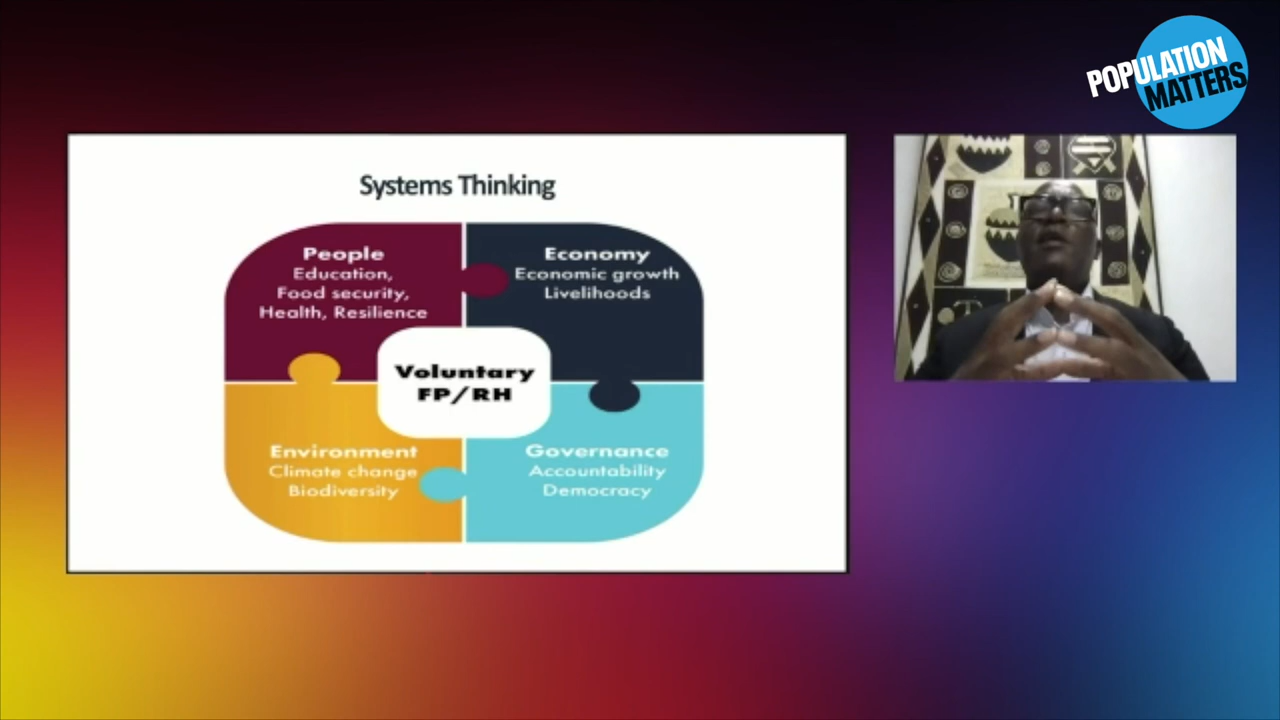 POPULATION
MATTERS
Systems Thinking
People
Education,
Food security,
Health, Resilience
Economy
Economic growth
Livelihoods
Voluntary
FP/RH
Environment
Climate change
Biodiversity
Governance
Accountability
Democracy